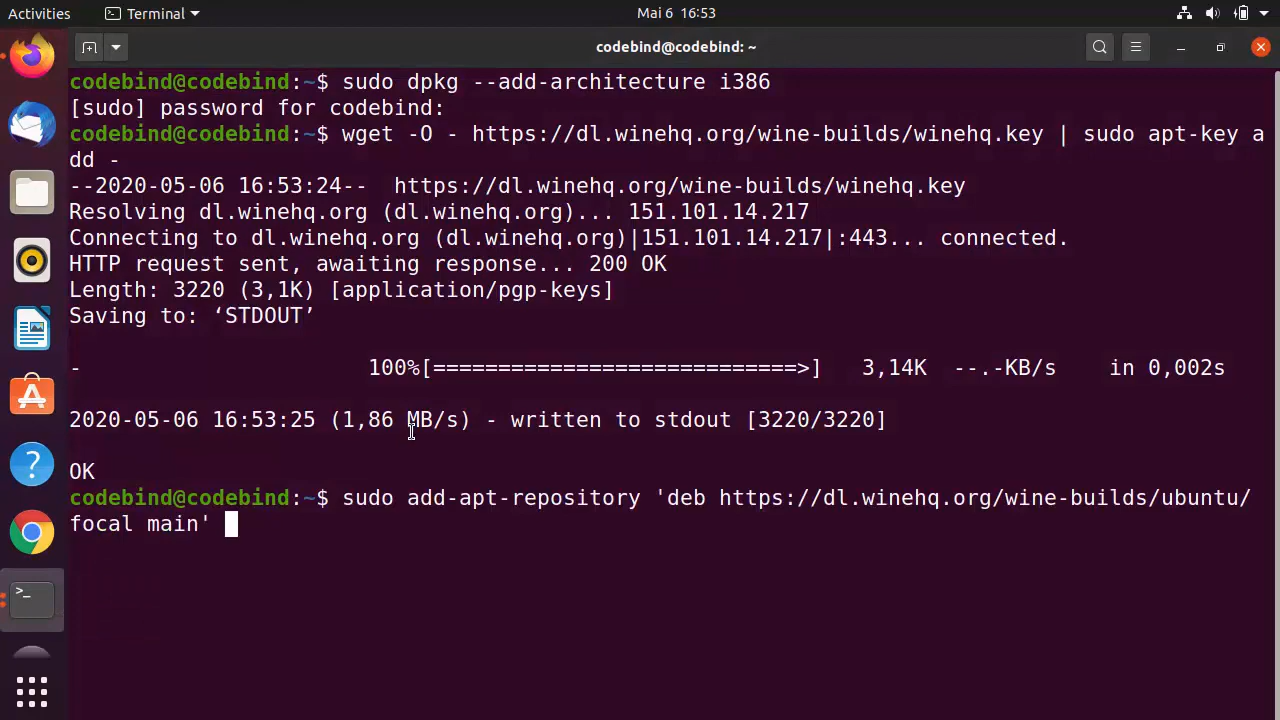 Activities Terminal Mai 6 16:53
codebind@codebind: ~
codebind@codebind:~$ sudo dpkg --add-architecture i386
[sudo] password for codebind:
codebind@codebind:~$ wget -O - https://dl.winehq.org/wine-builds/winehq.key | sudo apt-key a
dd -
--2020-05-06 16:53:24--  https://dl.winehq.org/wine-builds/winehq.key
Resolving dl.winehq.org (dl.winehq.org)... 151.101.14.217
Connecting to dl.winehq.org (dl.winehq.org)|151.101.14.217|:443... connected.
HTTP request sent, awaiting response... 200 OK
Length: 3220 (3,1K) [application/pgp-keys]
Saving to: ‘STDOUT’
-                      100%[============================>]   3,14K  --.-KB/s    in 0,002s
2020-05-06 16:53:25 (1,86 MB/s) - written to stdout [3220/3220]
OK
codebind@codebind:~$ sudo add-apt-repository 'deb https://dl.winehq.org/wine-builds/ubuntu/
focal main'